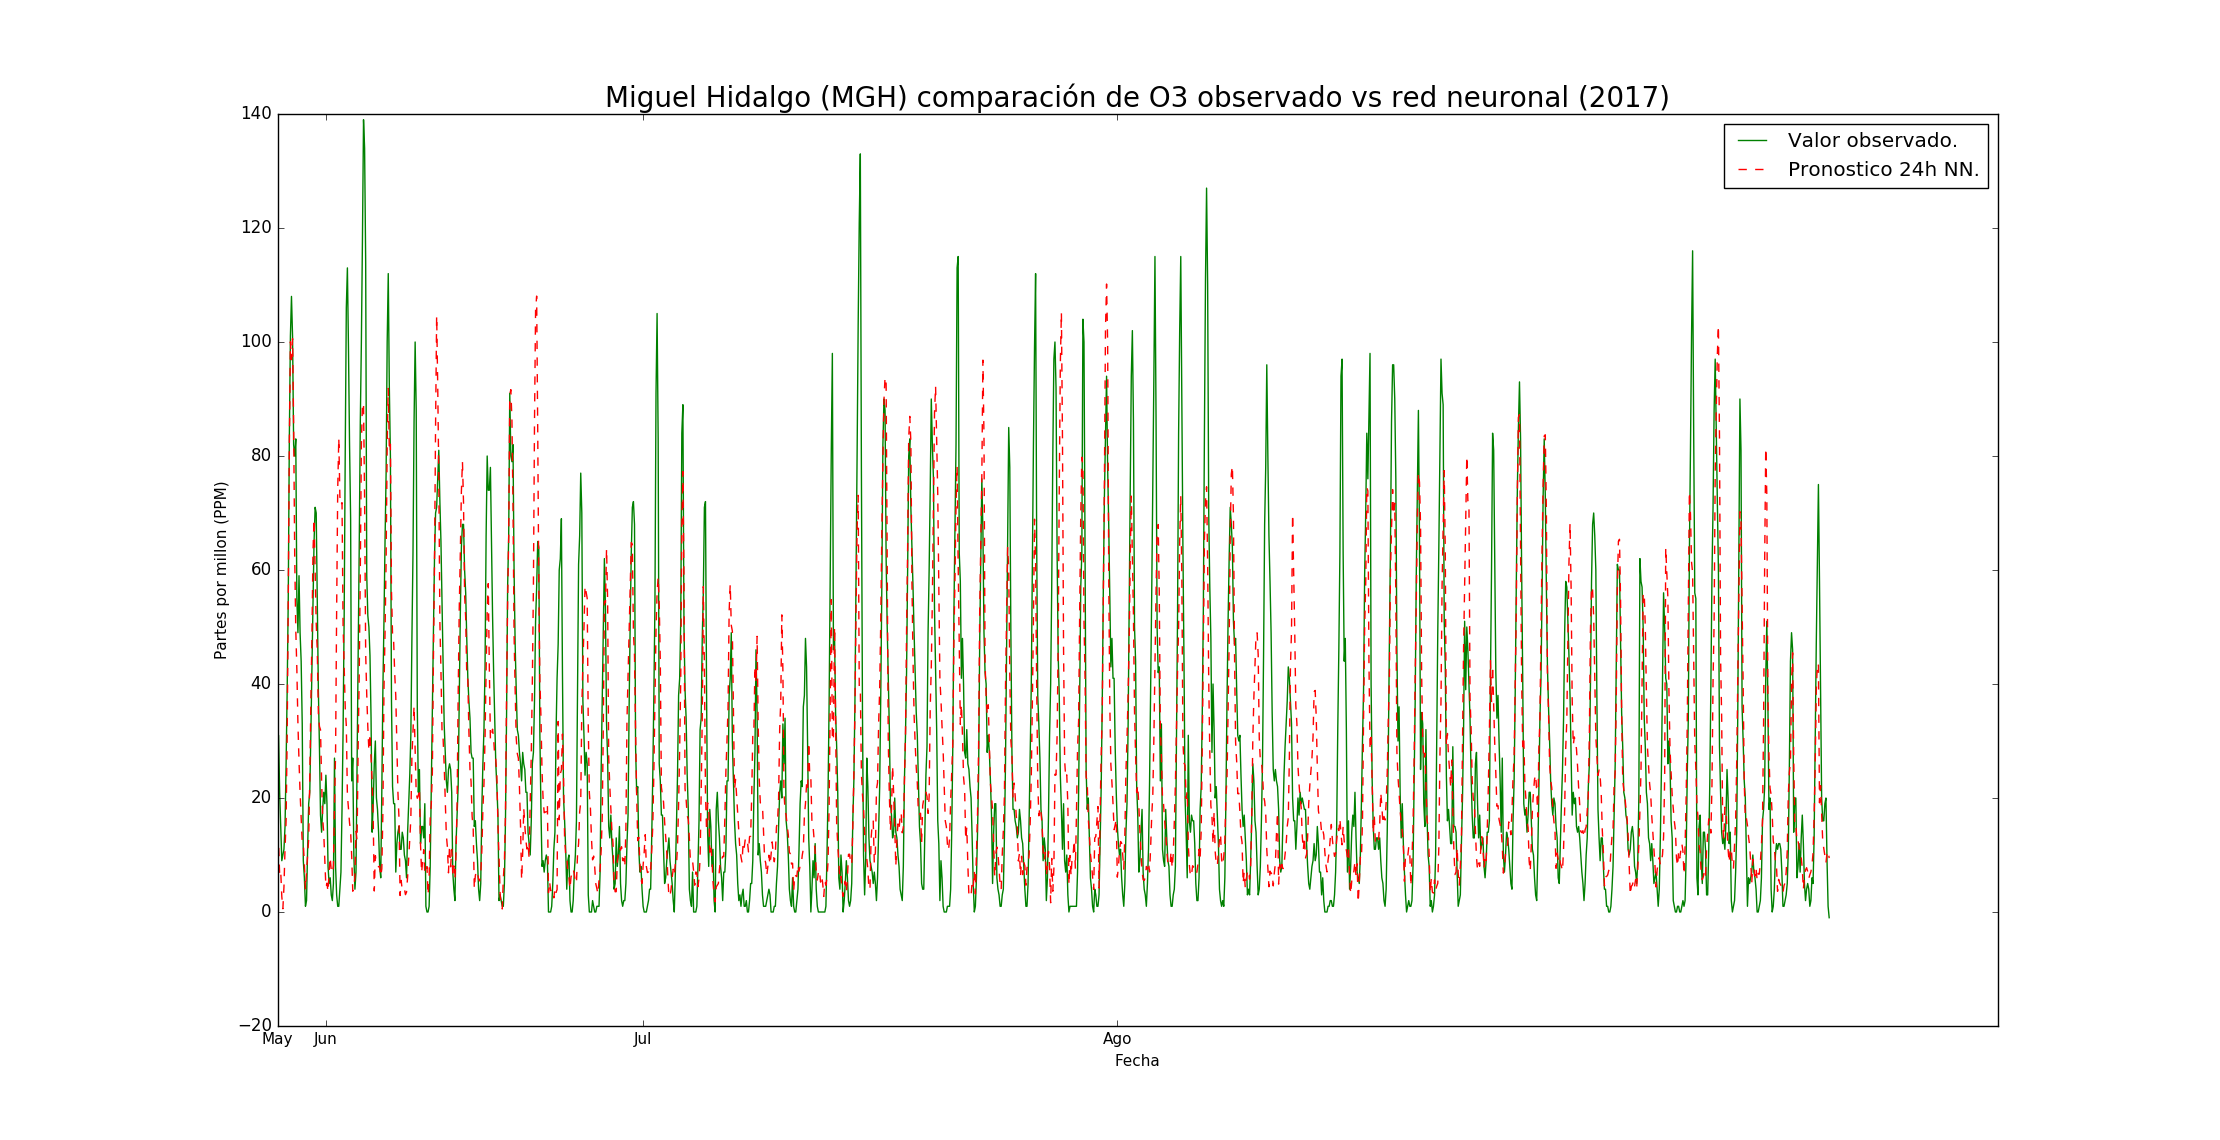 Miguel Hidalgo (MGH) comparación de O3 observado vs red neuronal (2017)
140
120
100
80
60
40
20
0
−20
Partes por millon (PPM)
Valor observado.
Pronostico 24h NN.
May Jun Jul Ago
Fecha